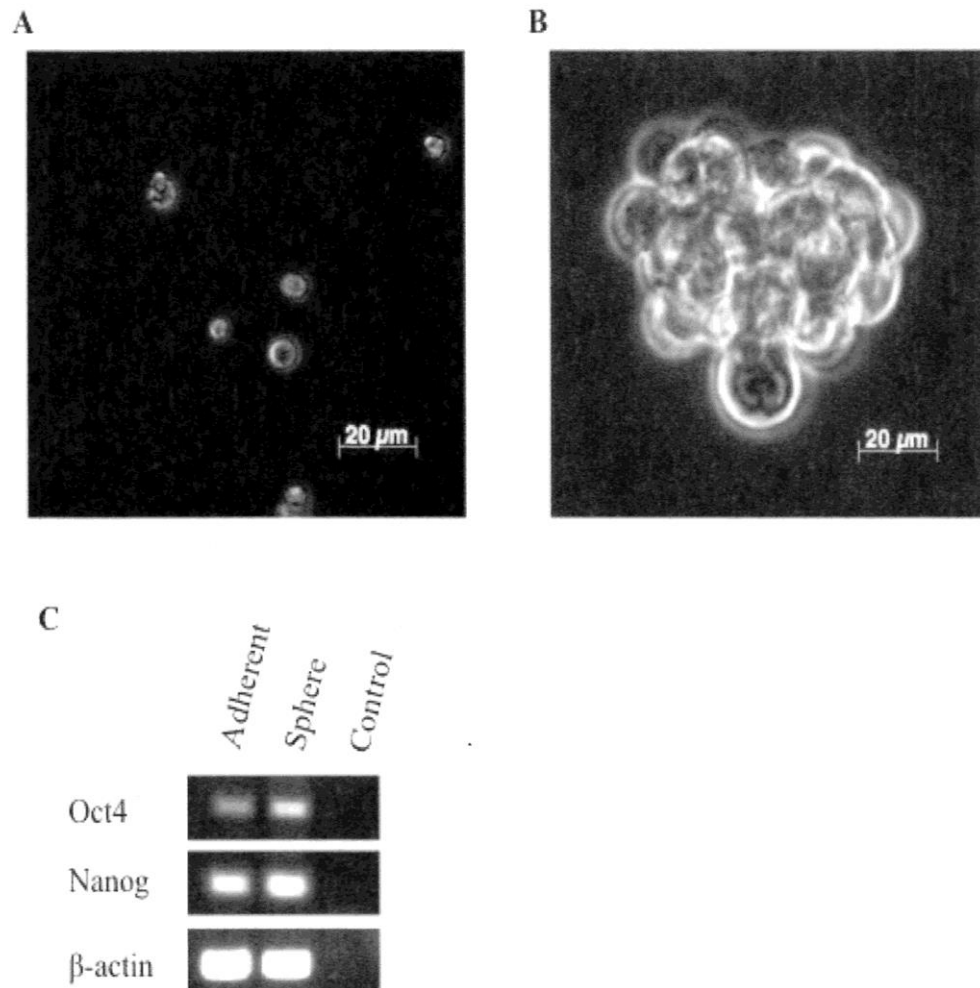 A
B
20 µm
20 µm
C
Adherent
Sphere
Control
Oct4
Nanog
β-actin